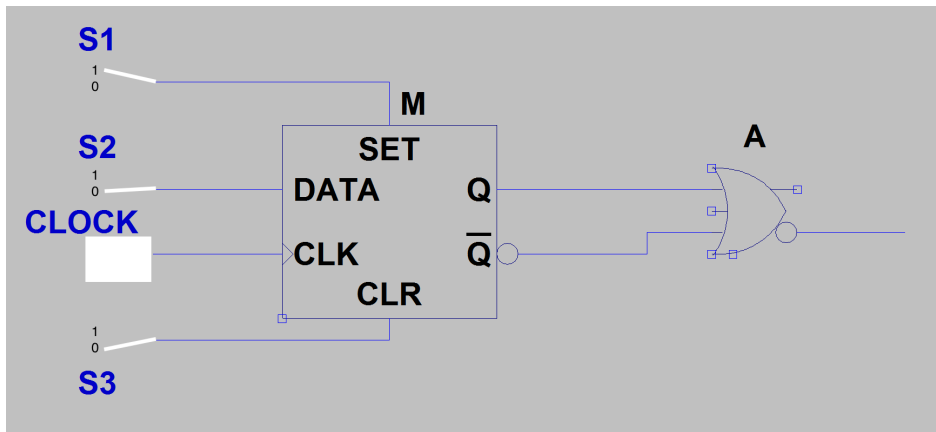 S1
1
0
M
SET
S2
1
0
DATA
Q
A
CLOCK
CLK
Q̅
CLR
1
0
S3